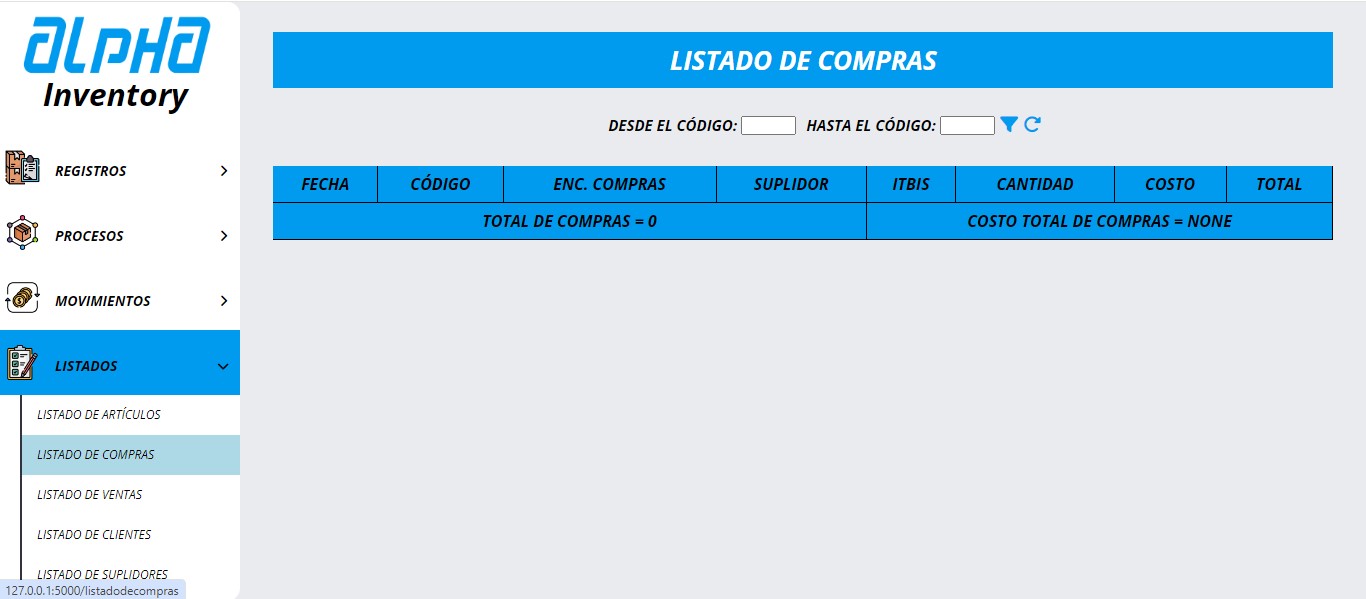 ALPHA
Inventory
REGISTROS
PROCESOS
MOVIMIENTOS
LISTADOS
LISTADO DE ARTÍCULOS
LISTADO DE COMPRAS
LISTADO DE VENTAS
LISTADO DE CLIENTES
LISTADO DE SUPLIDORES
127.0.0.1:5000/listadodecompras
LISTADO DE COMPRAS
DESDE EL CÓDIGO: HASTA EL CÓDIGO:
FECHA CÓDIGO ENC. COMPRAS SUPLIDOR ITBIS CANTIDAD COSTO TOTAL
TOTAL DE COMPRAS = 0 COSTO TOTAL DE COMPRAS = NONE